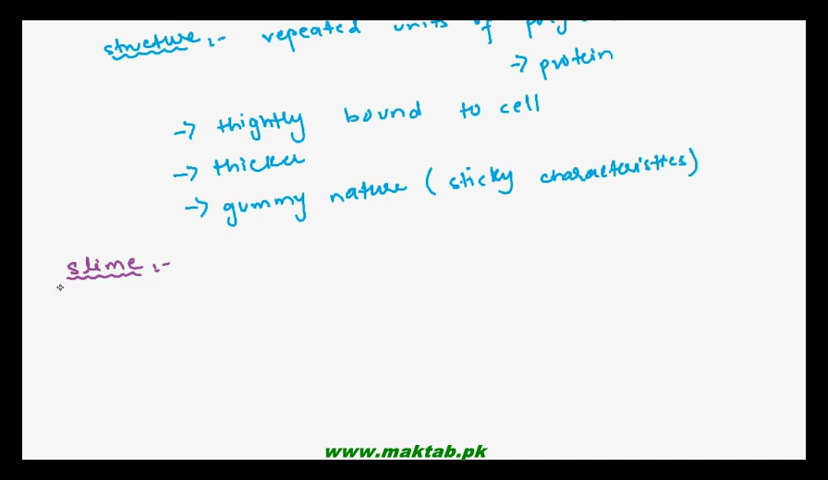 structure :- repeated units of
→ protein
→ thightly bound to cell
→ thicker
→ gummy nature (sticky characteristics)
slime :-
www.maktab.pk